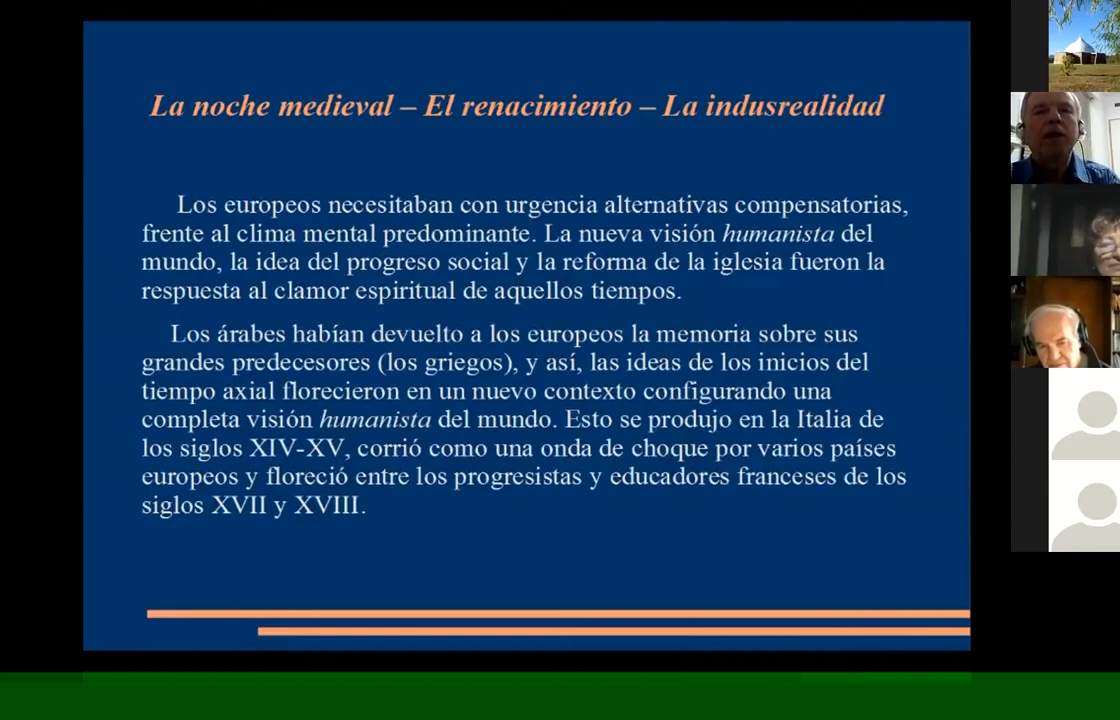 La noche medieval – El renacimiento – La indusrealidad
Los europeos necesitaban con urgencia alternativas compensatorias,
frente al clima mental predominante. La nueva visión humanista del
mundo, la idea del progreso social y la reforma de la iglesia fueron la
respuesta al clamor espiritual de aquellos tiempos.
Los árabes habían devuelto a los europeos la memoria sobre sus
grandes predecesores (los griegos), y así, las ideas de los inicios del
tiempo axial florecieron en un nuevo contexto configurando una
completa visión humanista del mundo. Esto se produjo en la Italia de
los siglos XIV-XV, corrió como una onda de choque por varios países
europeos y floreció entre los progresistas y educadores franceses de los
siglos XVII y XVIII.